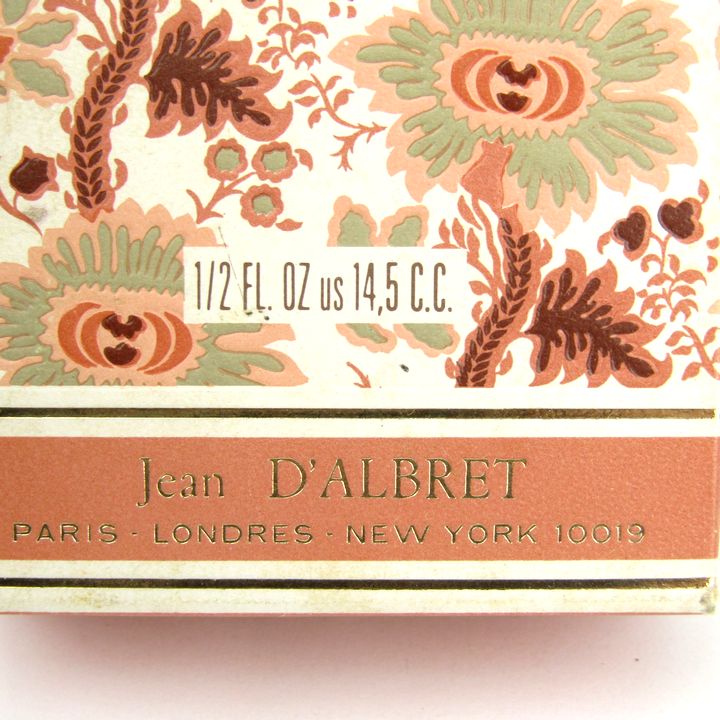 1/2 FL. OZ us 14,5 C.C.
Jean D'ALBRET
PARIS - LONDRES - NEW YORK 10019